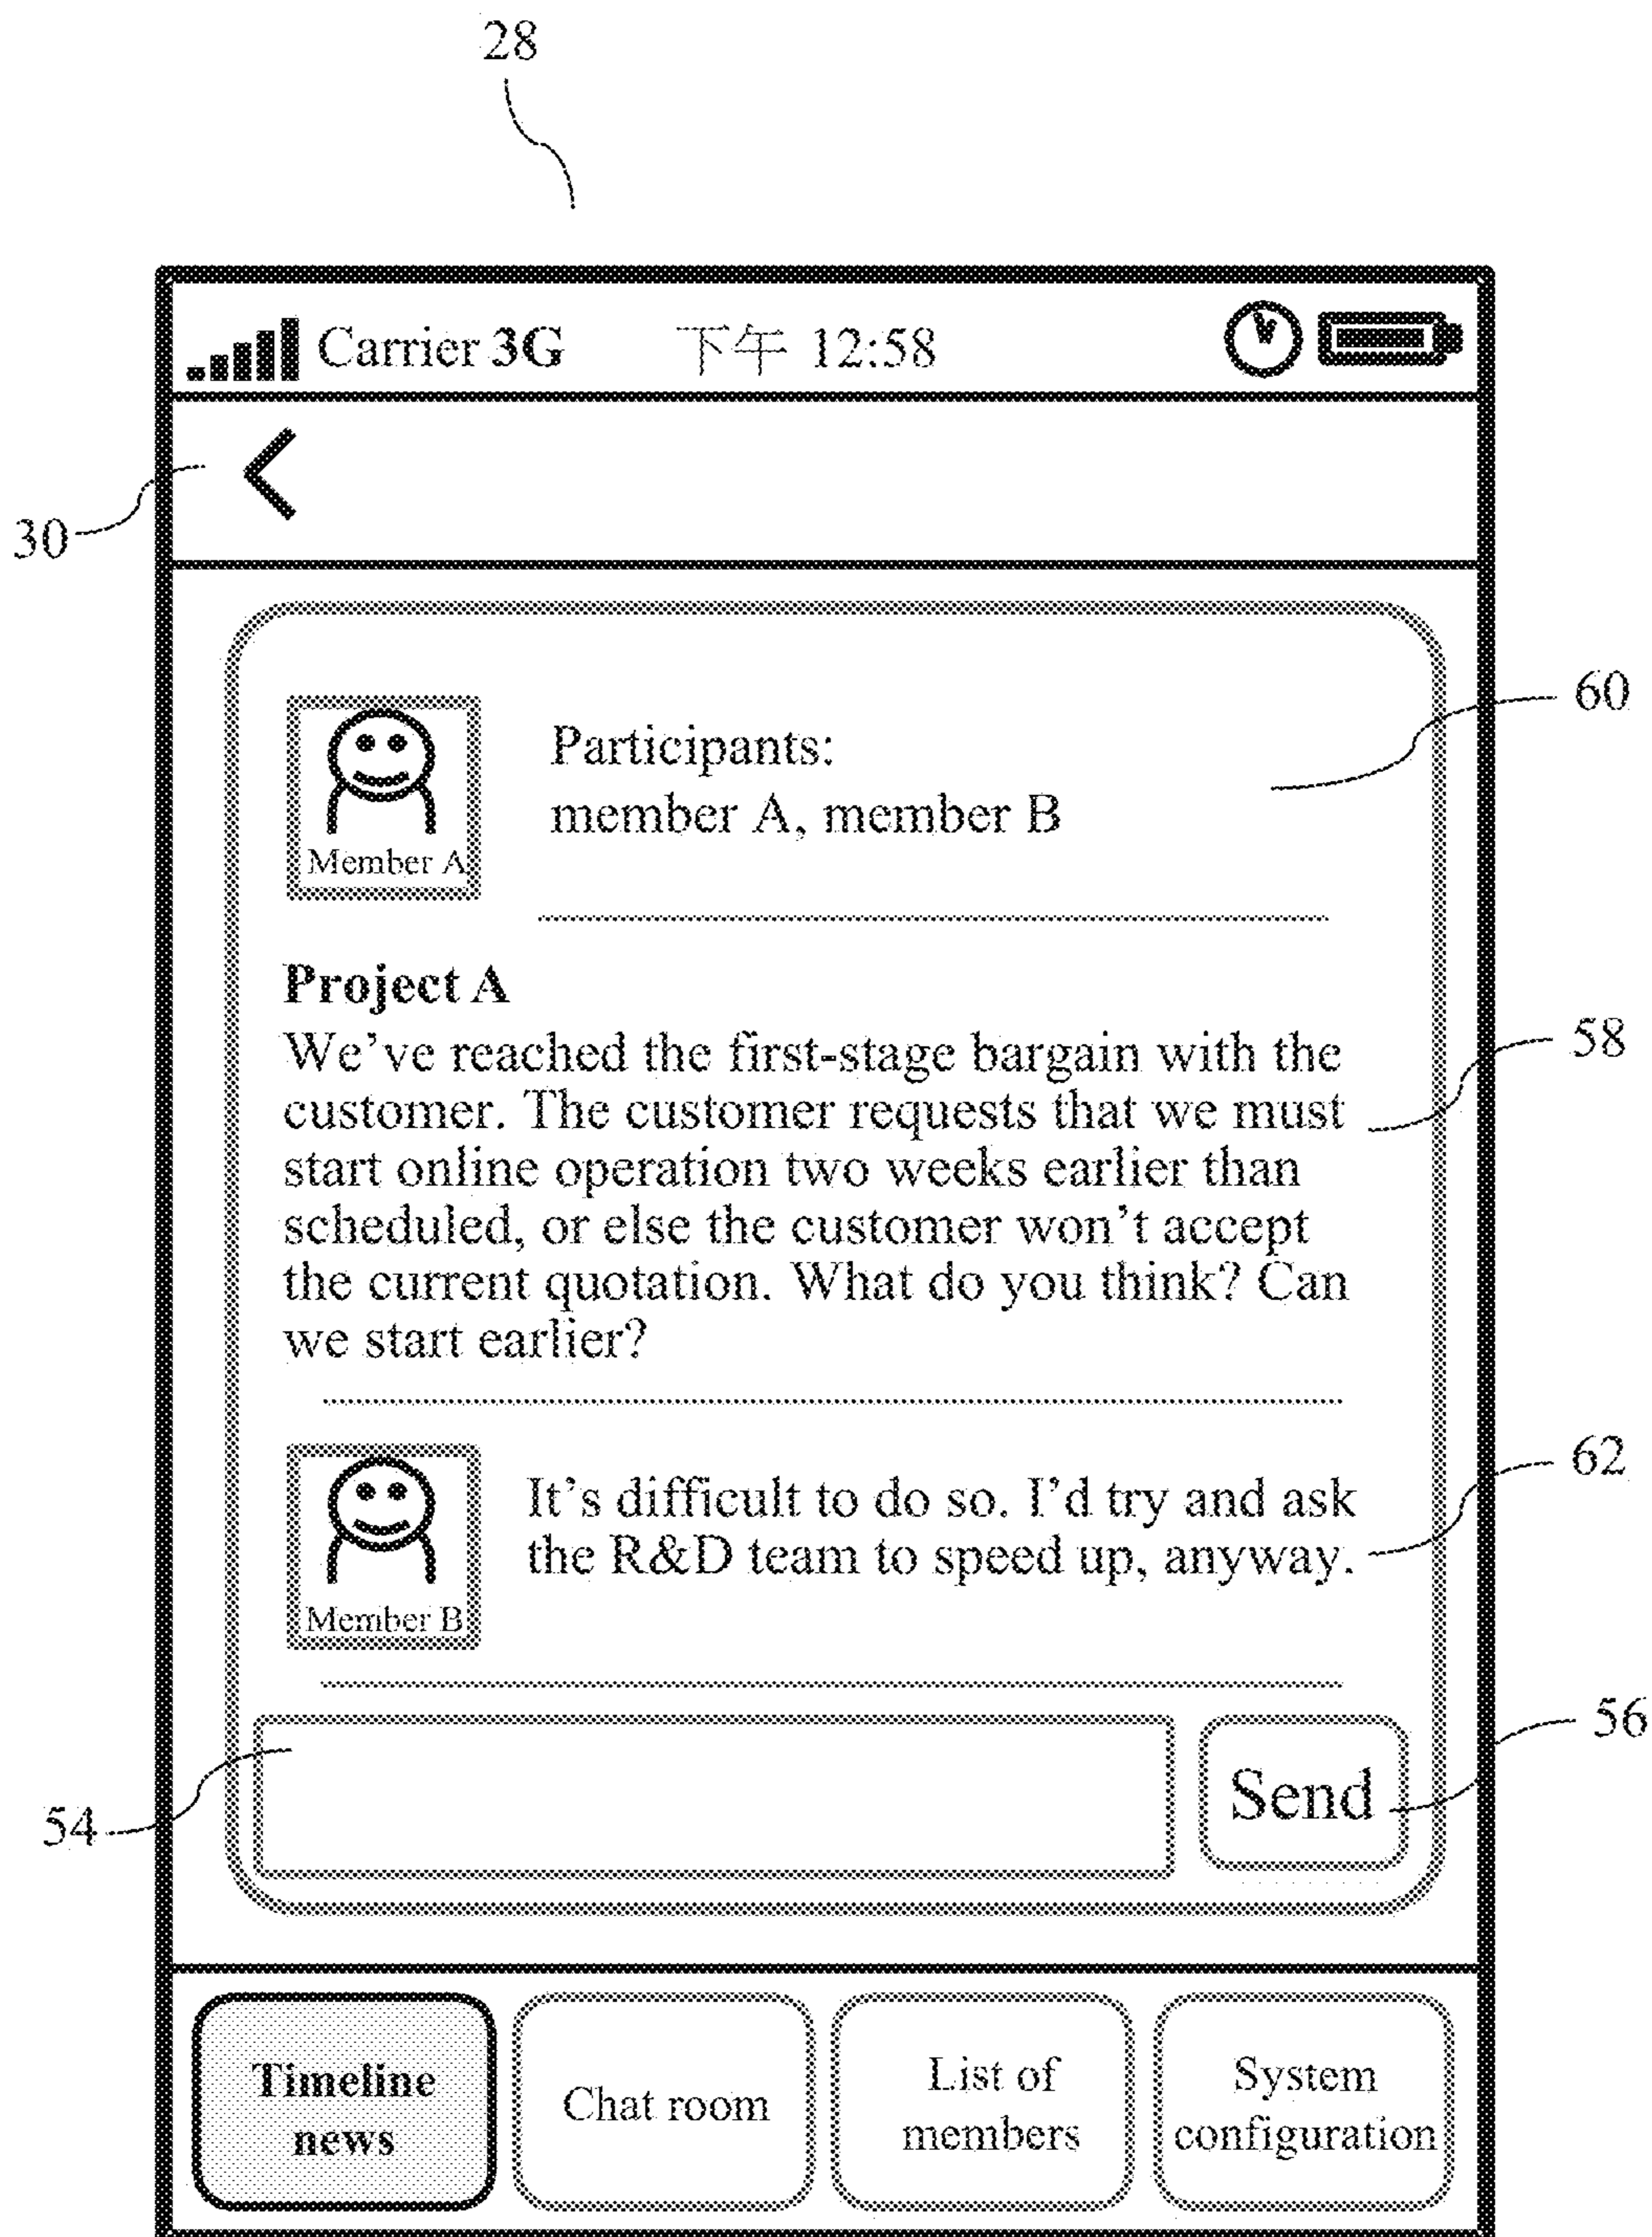 28
Carrier 3G 下午 12:58
30
60
Participants:
member A, member B
Member A
Project A
58
We've reached the first-stage bargain with the
customer. The customer requests that we must
start online operation two weeks earlier than
scheduled, or else the customer won't accept
the current quotation. What do you think? Can
we start earlier?
62
It's difficult to do so. I'd try and ask
the R&D team to speed up, anyway.
Member B
56
Send
54
Timeline
news
Chat room
List of
members
System
configuration